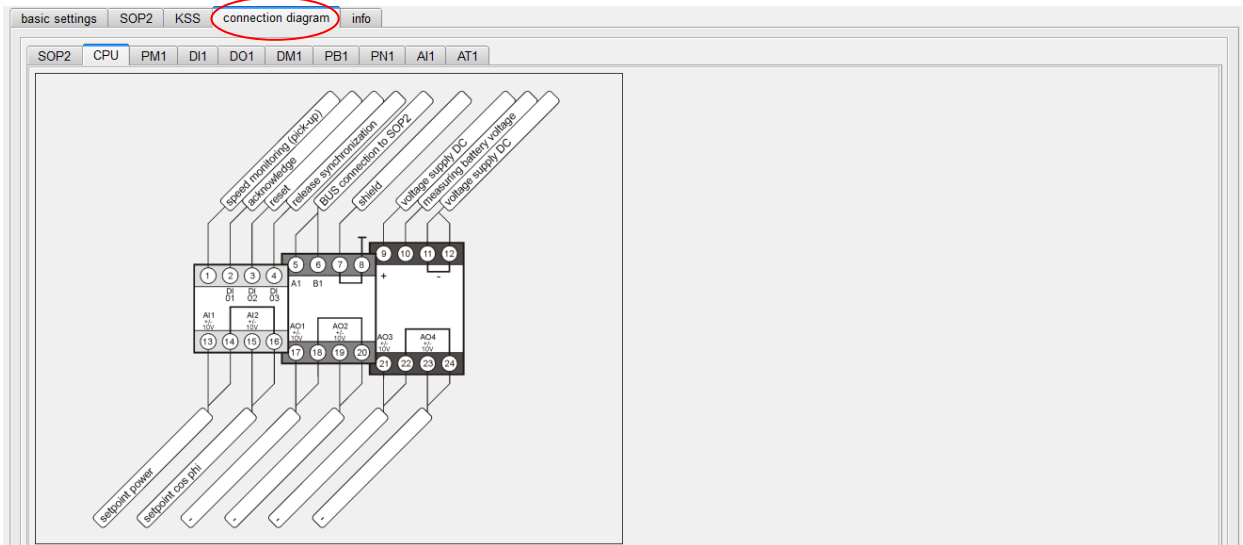 basic settings SOP2 KSS connection diagram info
SOP2 CPU PM1 DI1 DO1 DM1 PB1 PN1 AI1 AT1
speed monitoring (pick-up)
acknowledge
reset
release synchronization
BUS connection to SOP2
shield
voltage supply DC
measuring battery voltage
voltage supply DC
9 10 11 12
5 6 7 8
1 2 3 4
+ -
A1 B1
DI 01
DI 02
DI 03
AI1 +/- 10V
AI2 +/- 10V
AO1 +/- 10V
AO2 +/- 10V
AO3 +/- 10V
AO4 +/- 10V
13 14 15 16
17 18 19 20
21 22 23 24
setpoint power
setpoint cos phi
-
-
-
-